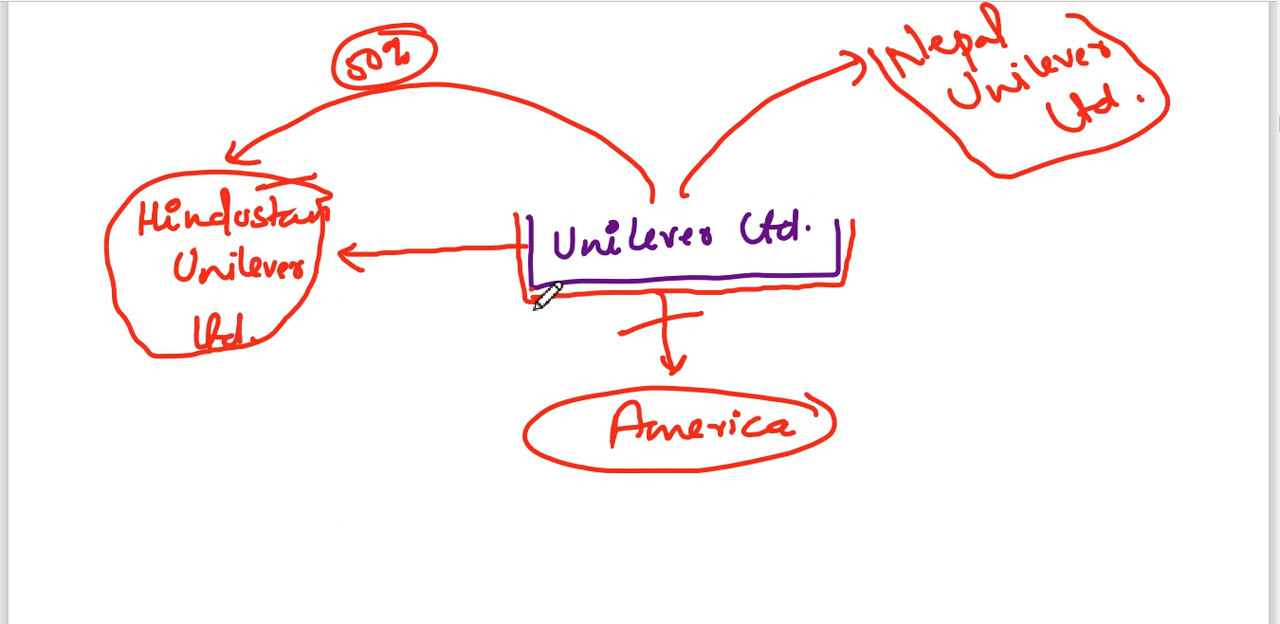 50%
Nepal
Unilever
Ltd.
Hindustan
Unilever
Ltd.
Unilever Ltd.
America